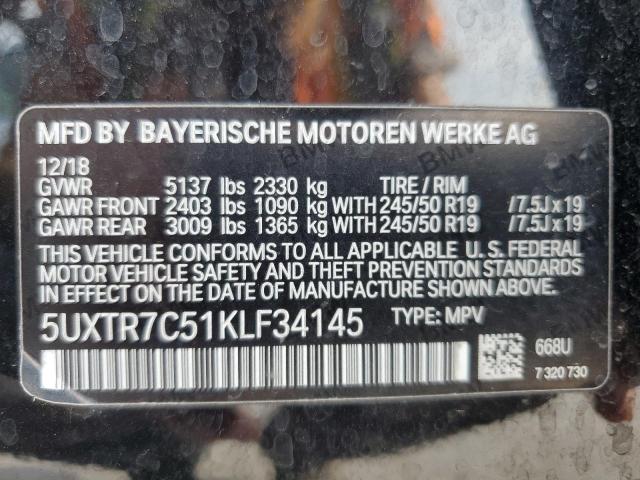 MFD BY BAYERISCHE MOTOREN WERKE AG
12/18
GVWR 5137 lbs 2330 kg TIRE / RIM
GAWR FRONT 2403 lbs 1090 kg WITH 245/50 R19 /7.5J x 19
GAWR REAR 3009 lbs 1365 kg WITH 245/50 R19 /7.5J x 19
THIS VEHICLE CONFORMS TO ALL APPLICABLE U. S. FEDERAL
MOTOR VEHICLE SAFETY AND THEFT PREVENTION STANDARDS
IN EFFECT ON THE DATE OF MANUFACTURE SHOWN ABOVE.
5UXTR7C51KLF34145 TYPE: MPV
668U
7 320 730